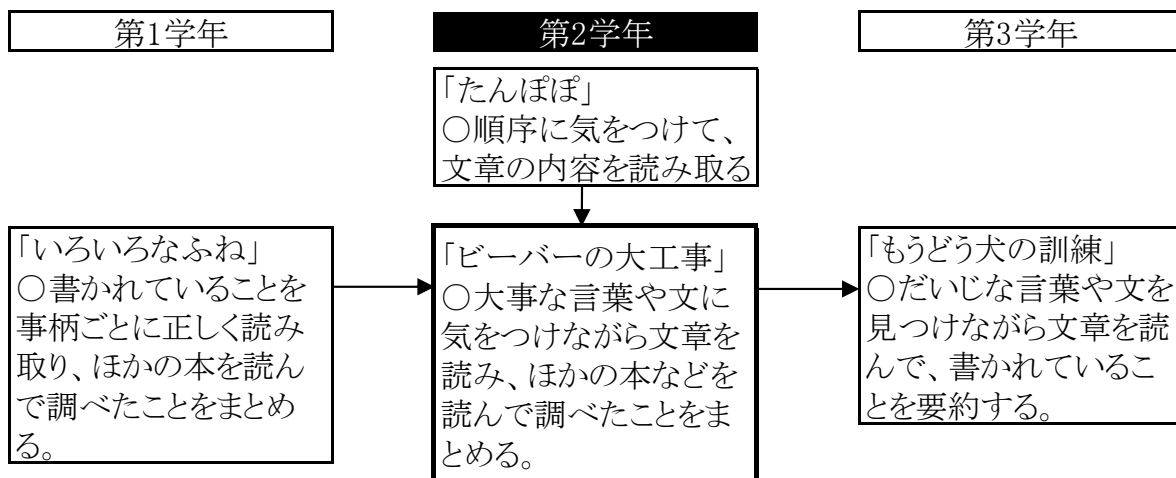 第1学年
第2学年
第3学年
「たんぽぽ」
○順序に気をつけて、
文章の内容を読み取る
「いろいろなふね」
○書かれていることを
事柄ごとに正しく読み
取り、ほかの本を読ん
で調べたことをまとめ
る。
「ビーバーの大工事」
○大事な言葉や文に
気をつけながら文章を
読み、ほかの本などを
読んで調べたことをま
とめる。
「もうどう犬の訓練」
○だいじな言葉や文を
見つけながら文章を読
んで、書かれているこ
とを要約する。